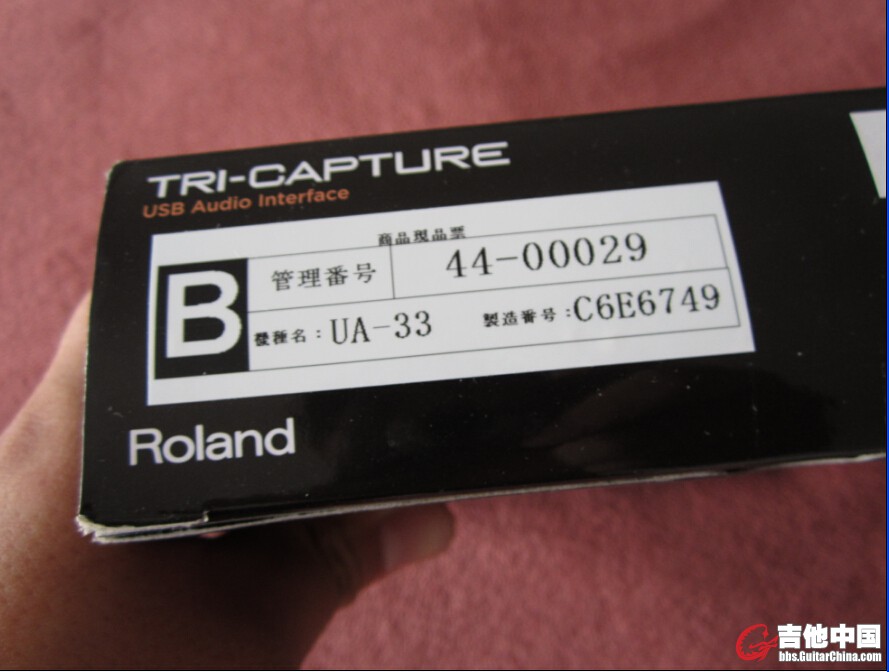 TRI-CAPTURE
USB Audio Interface
商品現品票
B
管理番号 44-00029
機種名：UA-33 製造番号：C6E6749
Roland
吉他中国
bbs.GuitarChina.com